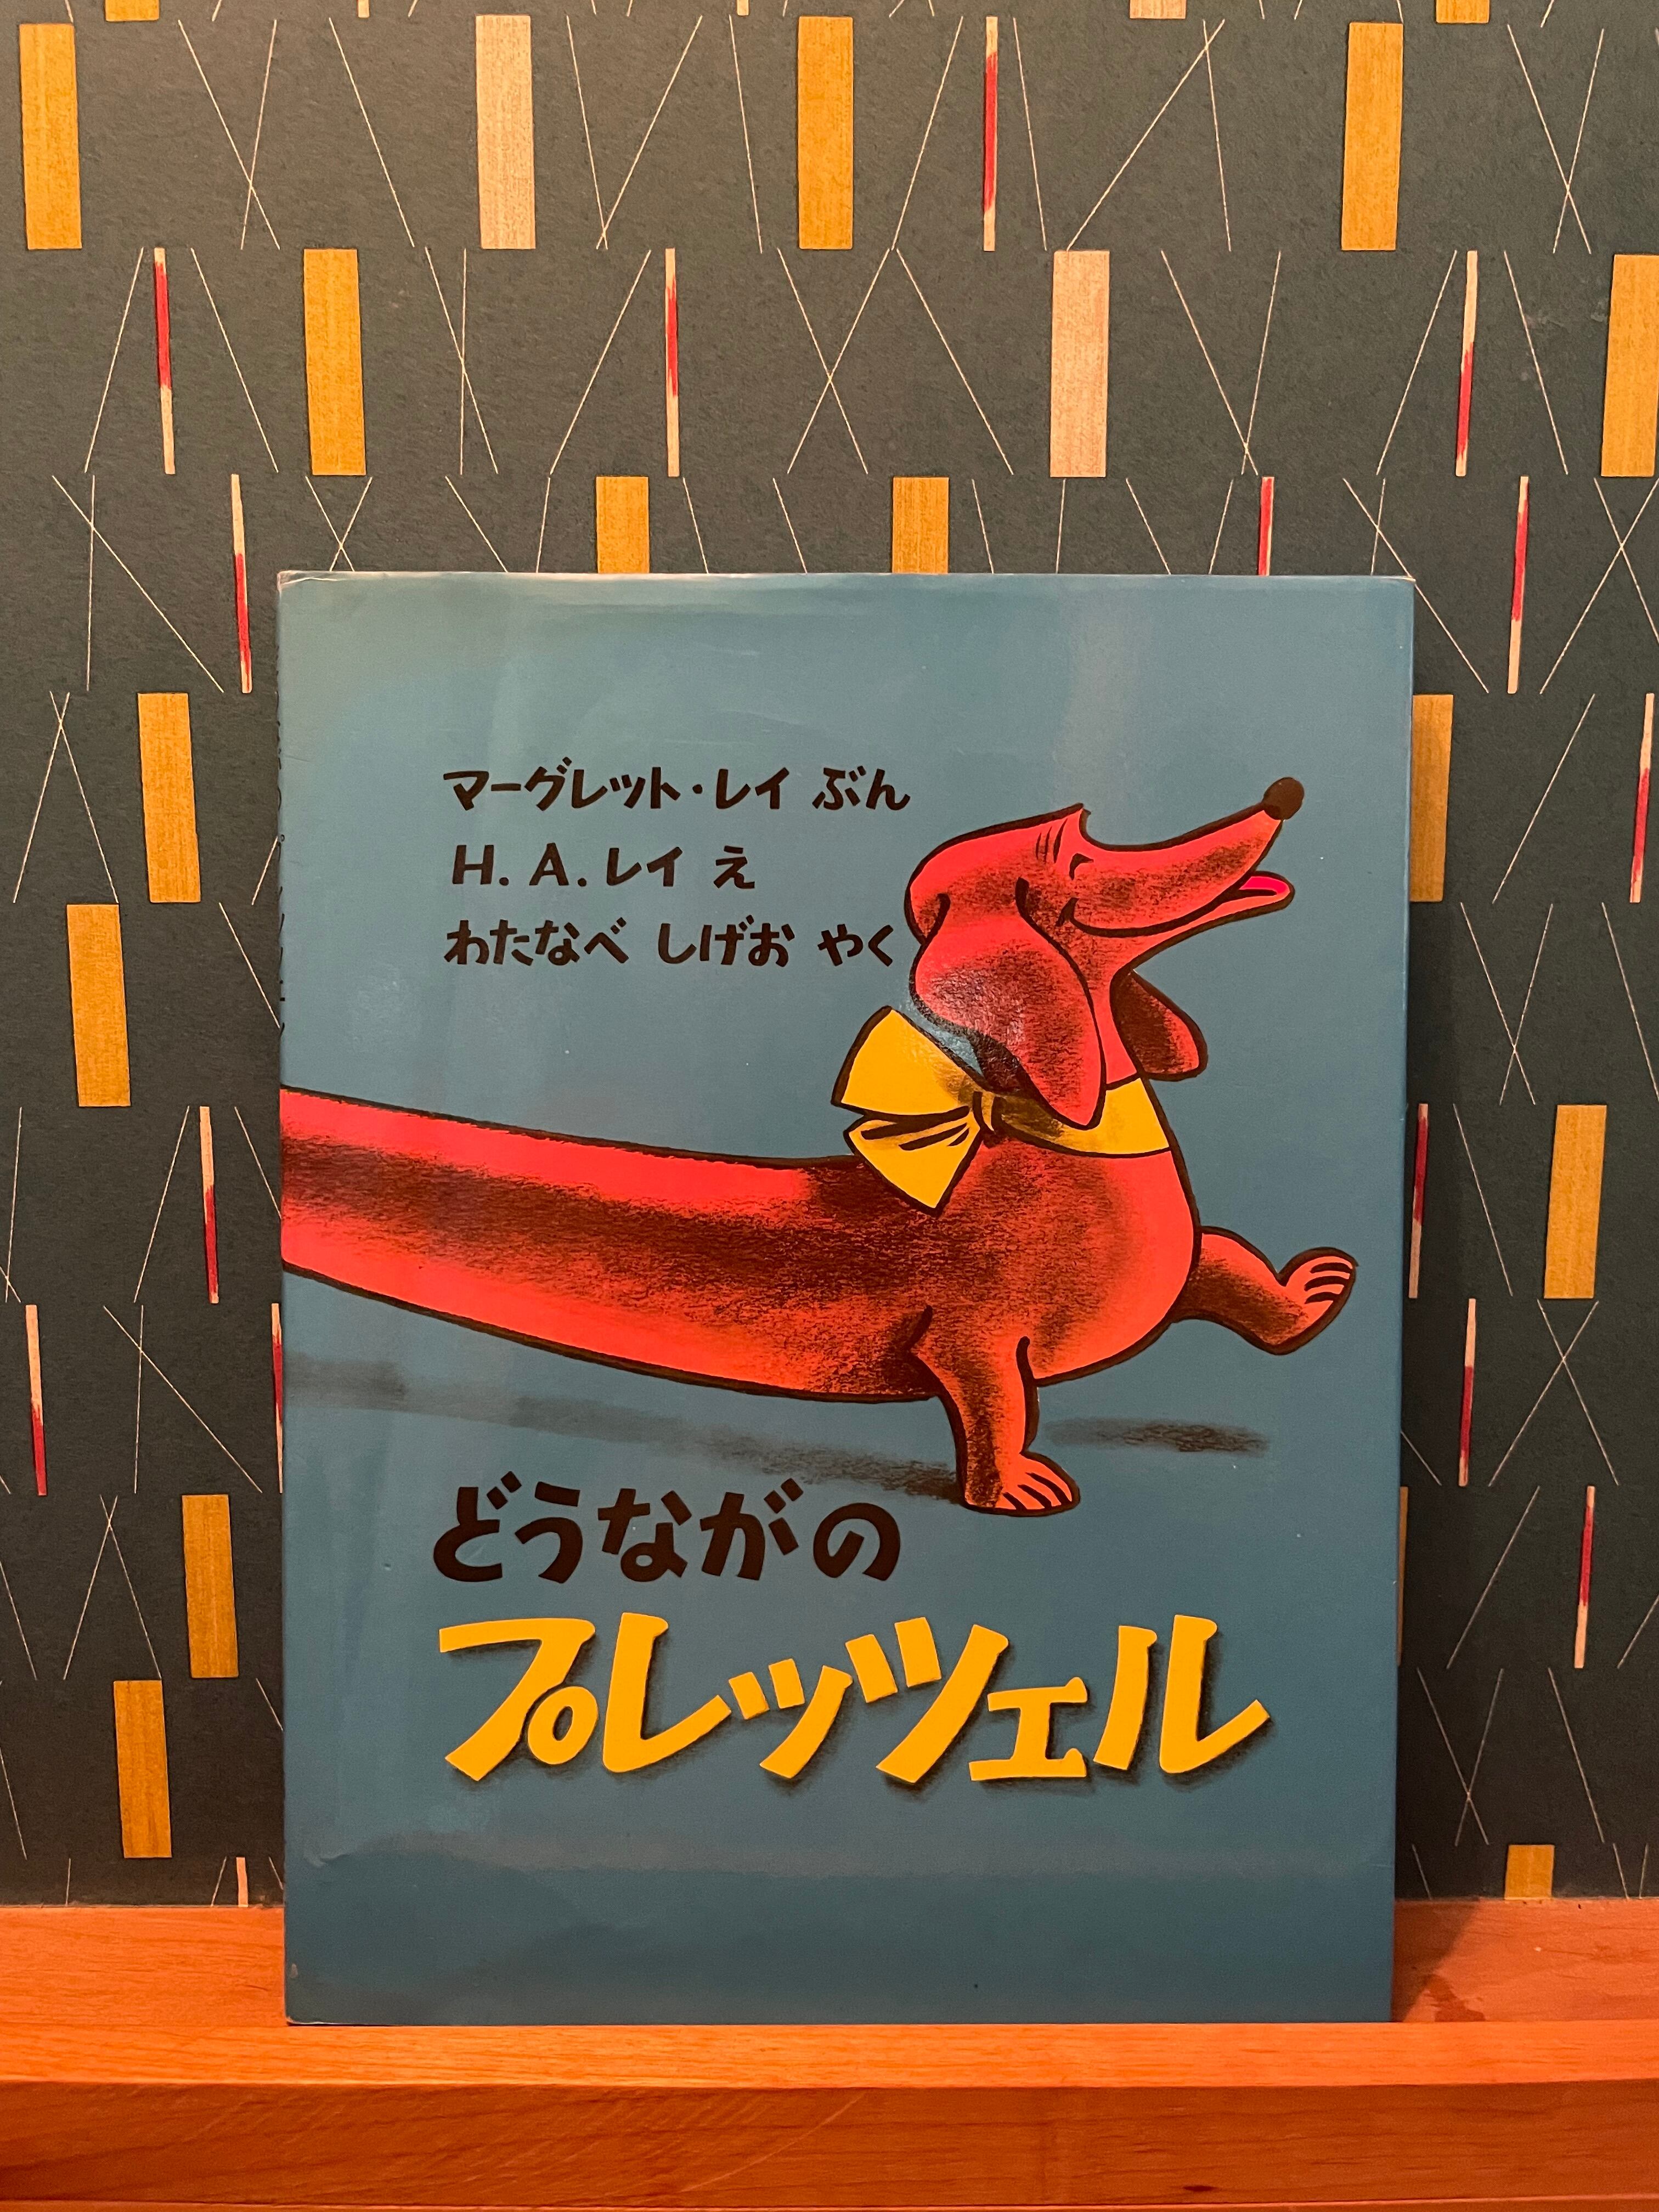 マーグレット・レイ ぶん
H. A. レイ え
わたなべ しげお やく
どうながの
プレッツェル